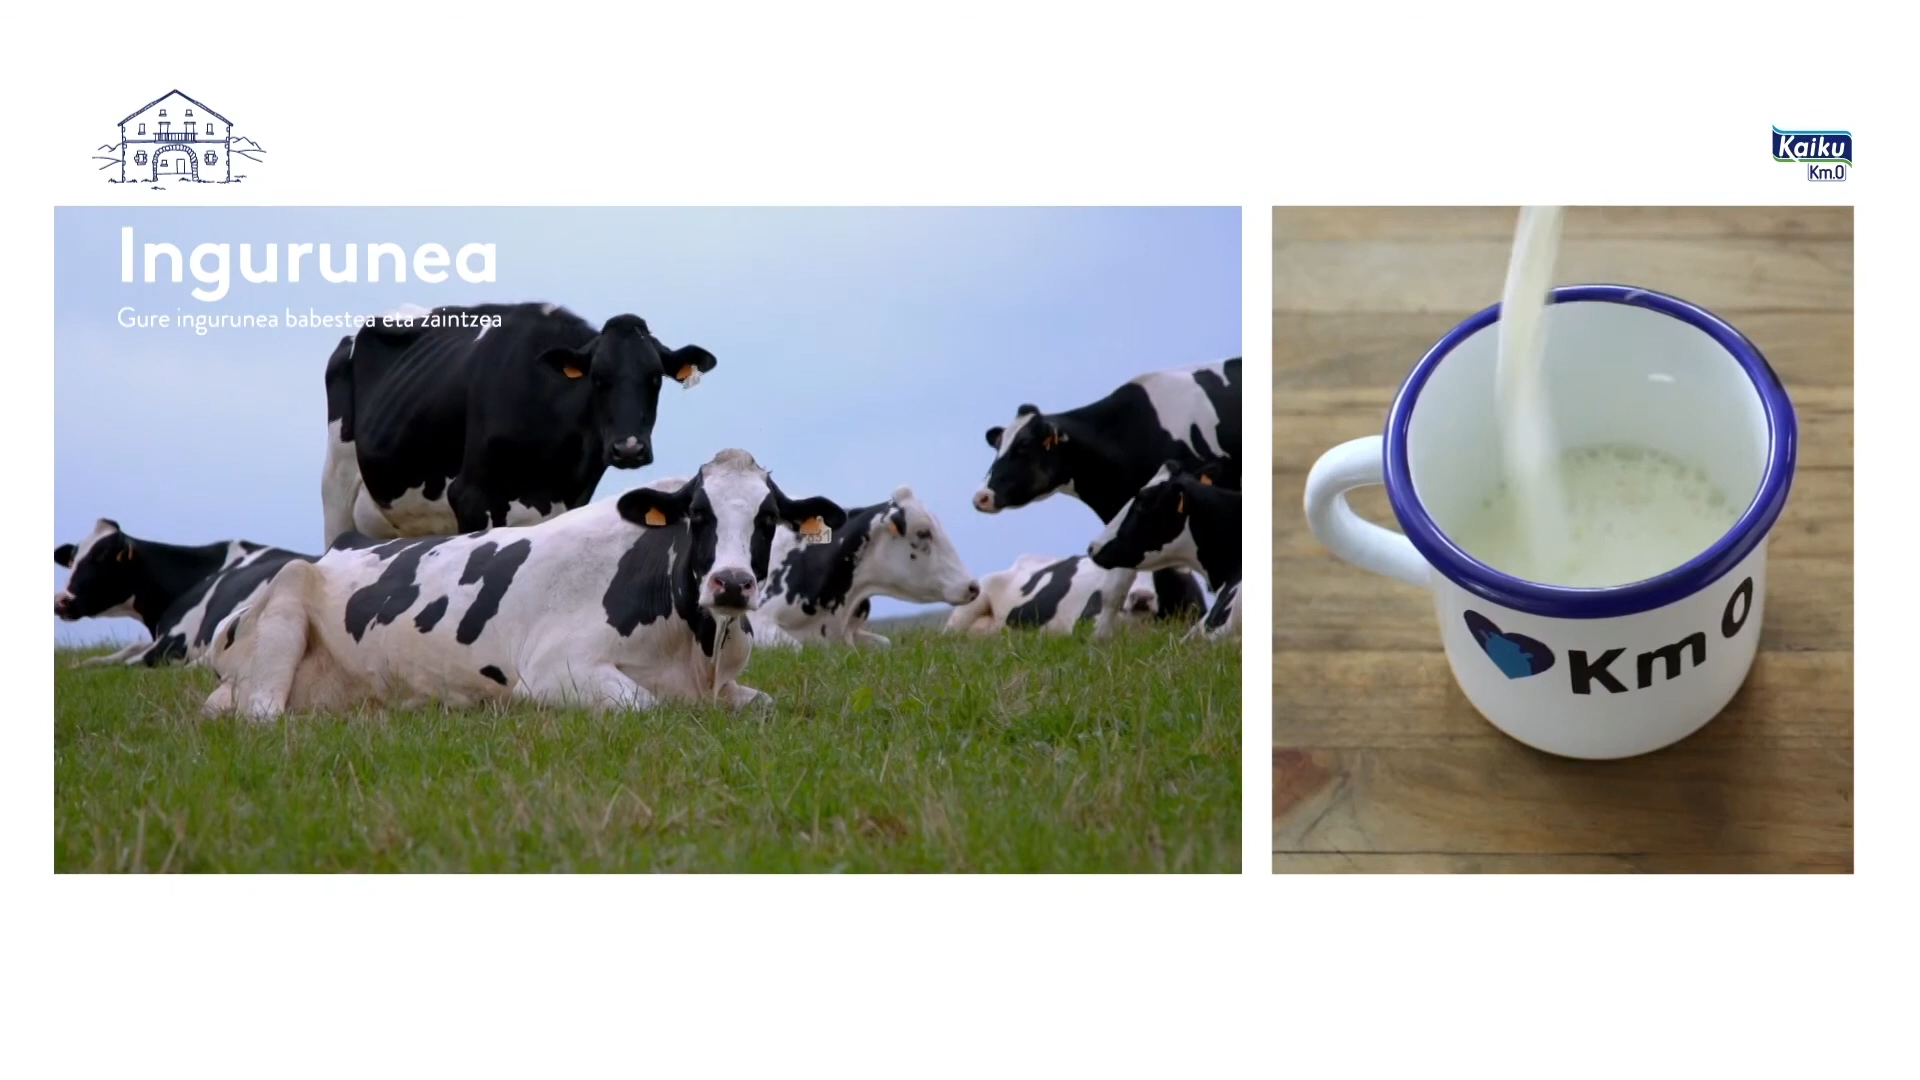 Kaiku
Km.0
Ingurunea
Gure ingurunea babestea eta zaintzea
Km 0